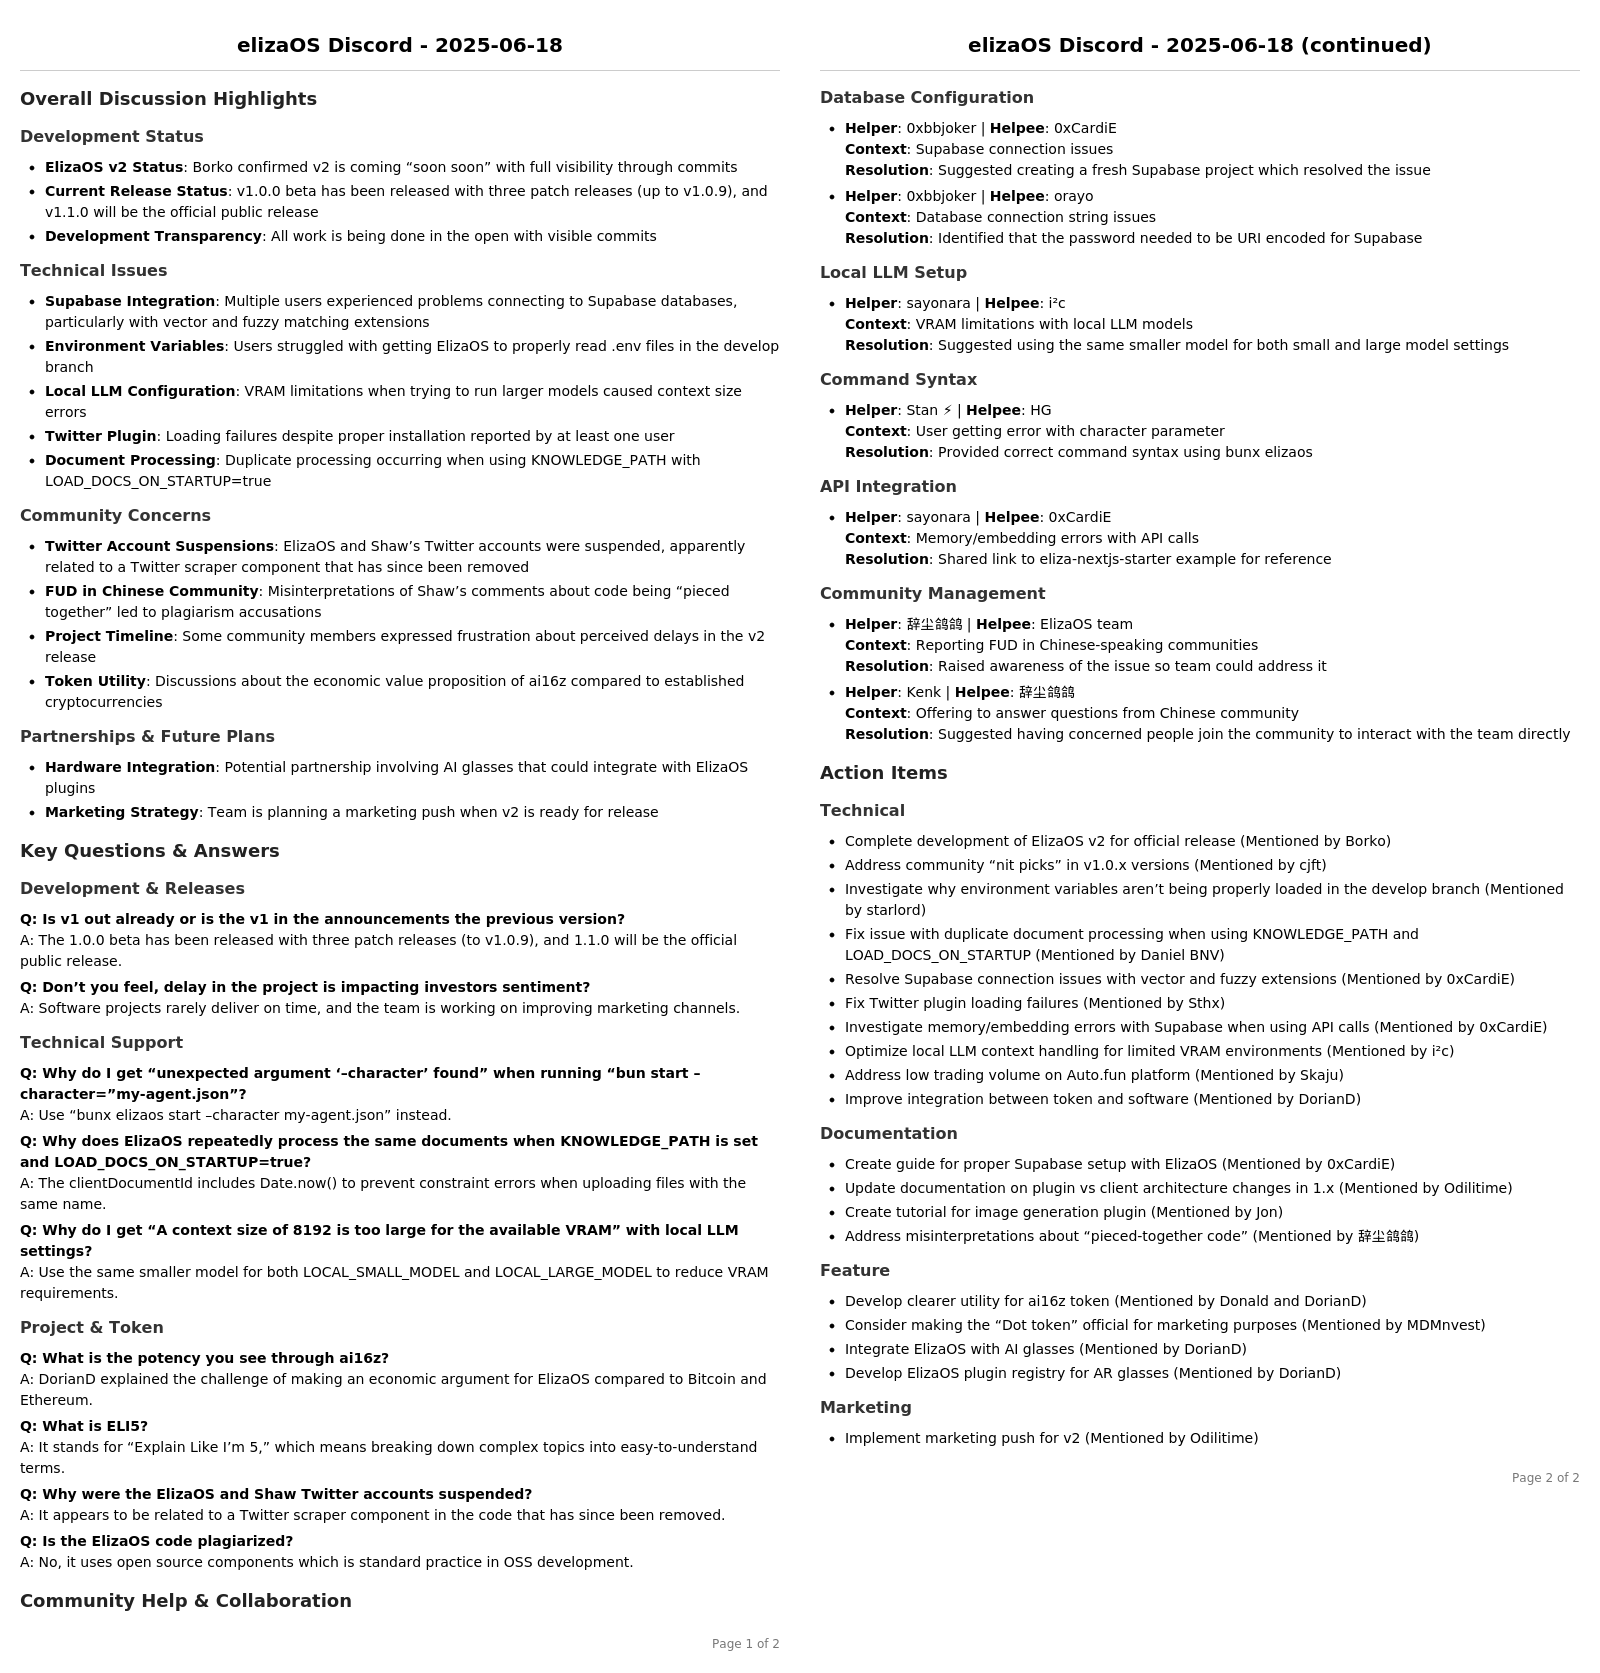 elizaOS Discord - 2025-06-18
Overall Discussion Highlights
Development Status
• ElizaOS v2 Status: Borko confirmed v2 is coming “soon soon” with full visibility through commits
• Current Release Status: v1.0.0 beta has been released with three patch releases (up to v1.0.9), and
v1.1.0 will be the official public release
• Development Transparency: All work is being done in the open with visible commits
Technical Issues
• Supabase Integration: Multiple users experienced problems connecting to Supabase databases,
particularly with vector and fuzzy matching extensions
• Environment Variables: Users struggled with getting ElizaOS to properly read .env files in the develop
branch
• Local LLM Configuration: VRAM limitations when trying to run larger models caused context size
errors
• Twitter Plugin: Loading failures despite proper installation reported by at least one user
• Document Processing: Duplicate processing occurring when using KNOWLEDGE_PATH with
LOAD_DOCS_ON_STARTUP=true
Community Concerns
• Twitter Account Suspensions: ElizaOS and Shaw’s Twitter accounts were suspended, apparently
related to a Twitter scraper component that has since been removed
• FUD in Chinese Community: Misinterpretations of Shaw’s comments about code being “pieced
together” led to plagiarism accusations
• Project Timeline: Some community members expressed frustration about perceived delays in the v2
release
• Token Utility: Discussions about the economic value proposition of ai16z compared to established
cryptocurrencies
Partnerships & Future Plans
• Hardware Integration: Potential partnership involving AI glasses that could integrate with ElizaOS
plugins
• Marketing Strategy: Team is planning a marketing push when v2 is ready for release
Key Questions & Answers
Development & Releases
Q: Is v1 out already or is the v1 in the announcements the previous version?
A: The 1.0.0 beta has been released with three patch releases (to v1.0.9), and 1.1.0 will be the official
public release.
Q: Don’t you feel, delay in the project is impacting investors sentiment?
A: Software projects rarely deliver on time, and the team is working on improving marketing channels.
Technical Support
Q: Why do I get “unexpected argument ‘–character’ found” when running “bun start –
character=”my-agent.json”?
A: Use “bunx elizaos start –character my-agent.json” instead.
Q: Why does ElizaOS repeatedly process the same documents when KNOWLEDGE_PATH is set
and LOAD_DOCS_ON_STARTUP=true?
A: The clientDocumentId includes Date.now() to prevent constraint errors when uploading files with the
same name.
Q: Why do I get “A context size of 8192 is too large for the available VRAM” with local LLM
settings?
A: Use the same smaller model for both LOCAL_SMALL_MODEL and LOCAL_LARGE_MODEL to reduce VRAM
requirements.
Project & Token
Q: What is the potency you see through ai16z?
A: DorianD explained the challenge of making an economic argument for ElizaOS compared to Bitcoin and
Ethereum.
Q: What is ELI5?
A: It stands for “Explain Like I’m 5,” which means breaking down complex topics into easy-to-understand
terms.
Q: Why were the ElizaOS and Shaw Twitter accounts suspended?
A: It appears to be related to a Twitter scraper component in the code that has since been removed.
Q: Is the ElizaOS code plagiarized?
A: No, it uses open source components which is standard practice in OSS development.
Community Help & Collaboration
Page 1 of 2
elizaOS Discord - 2025-06-18 (continued)
Database Configuration
• Helper: 0xbbjoker | Helpee: 0xCardiE
Context: Supabase connection issues
Resolution: Suggested creating a fresh Supabase project which resolved the issue
• Helper: 0xbbjoker | Helpee: orayo
Context: Database connection string issues
Resolution: Identified that the password needed to be URI encoded for Supabase
Local LLM Setup
• Helper: sayonara | Helpee: i²c
Context: VRAM limitations with local LLM models
Resolution: Suggested using the same smaller model for both small and large model settings
Command Syntax
• Helper: Stan ⚡ | Helpee: HG
Context: User getting error with character parameter
Resolution: Provided correct command syntax using bunx elizaos
API Integration
• Helper: sayonara | Helpee: 0xCardiE
Context: Memory/embedding errors with API calls
Resolution: Shared link to eliza-nextjs-starter example for reference
Community Management
• Helper: 辞尘鸽鸽 | Helpee: ElizaOS team
Context: Reporting FUD in Chinese-speaking communities
Resolution: Raised awareness of the issue so team could address it
• Helper: Kenk | Helpee: 辞尘鸽鸽
Context: Offering to answer questions from Chinese community
Resolution: Suggested having concerned people join the community to interact with the team directly
Action Items
Technical
• Complete development of ElizaOS v2 for official release (Mentioned by Borko)
• Address community “nit picks” in v1.0.x versions (Mentioned by cjft)
• Investigate why environment variables aren’t being properly loaded in the develop branch (Mentioned
by starlord)
• Fix issue with duplicate document processing when using KNOWLEDGE_PATH and
LOAD_DOCS_ON_STARTUP (Mentioned by Daniel BNV)
• Resolve Supabase connection issues with vector and fuzzy extensions (Mentioned by 0xCardiE)
• Fix Twitter plugin loading failures (Mentioned by Sthx)
• Investigate memory/embedding errors with Supabase when using API calls (Mentioned by 0xCardiE)
• Optimize local LLM context handling for limited VRAM environments (Mentioned by i²c)
• Address low trading volume on Auto.fun platform (Mentioned by Skaju)
• Improve integration between token and software (Mentioned by DorianD)
Documentation
• Create guide for proper Supabase setup with ElizaOS (Mentioned by 0xCardiE)
• Update documentation on plugin vs client architecture changes in 1.x (Mentioned by Odilitime)
• Create tutorial for image generation plugin (Mentioned by Jon)
• Address misinterpretations about “pieced-together code” (Mentioned by 辞尘鸽鸽)
Feature
• Develop clearer utility for ai16z token (Mentioned by Donald and DorianD)
• Consider making the “Dot token” official for marketing purposes (Mentioned by MDMnvest)
• Integrate ElizaOS with AI glasses (Mentioned by DorianD)
• Develop ElizaOS plugin registry for AR glasses (Mentioned by DorianD)
Marketing
• Implement marketing push for v2 (Mentioned by Odilitime)
Page 2 of 2